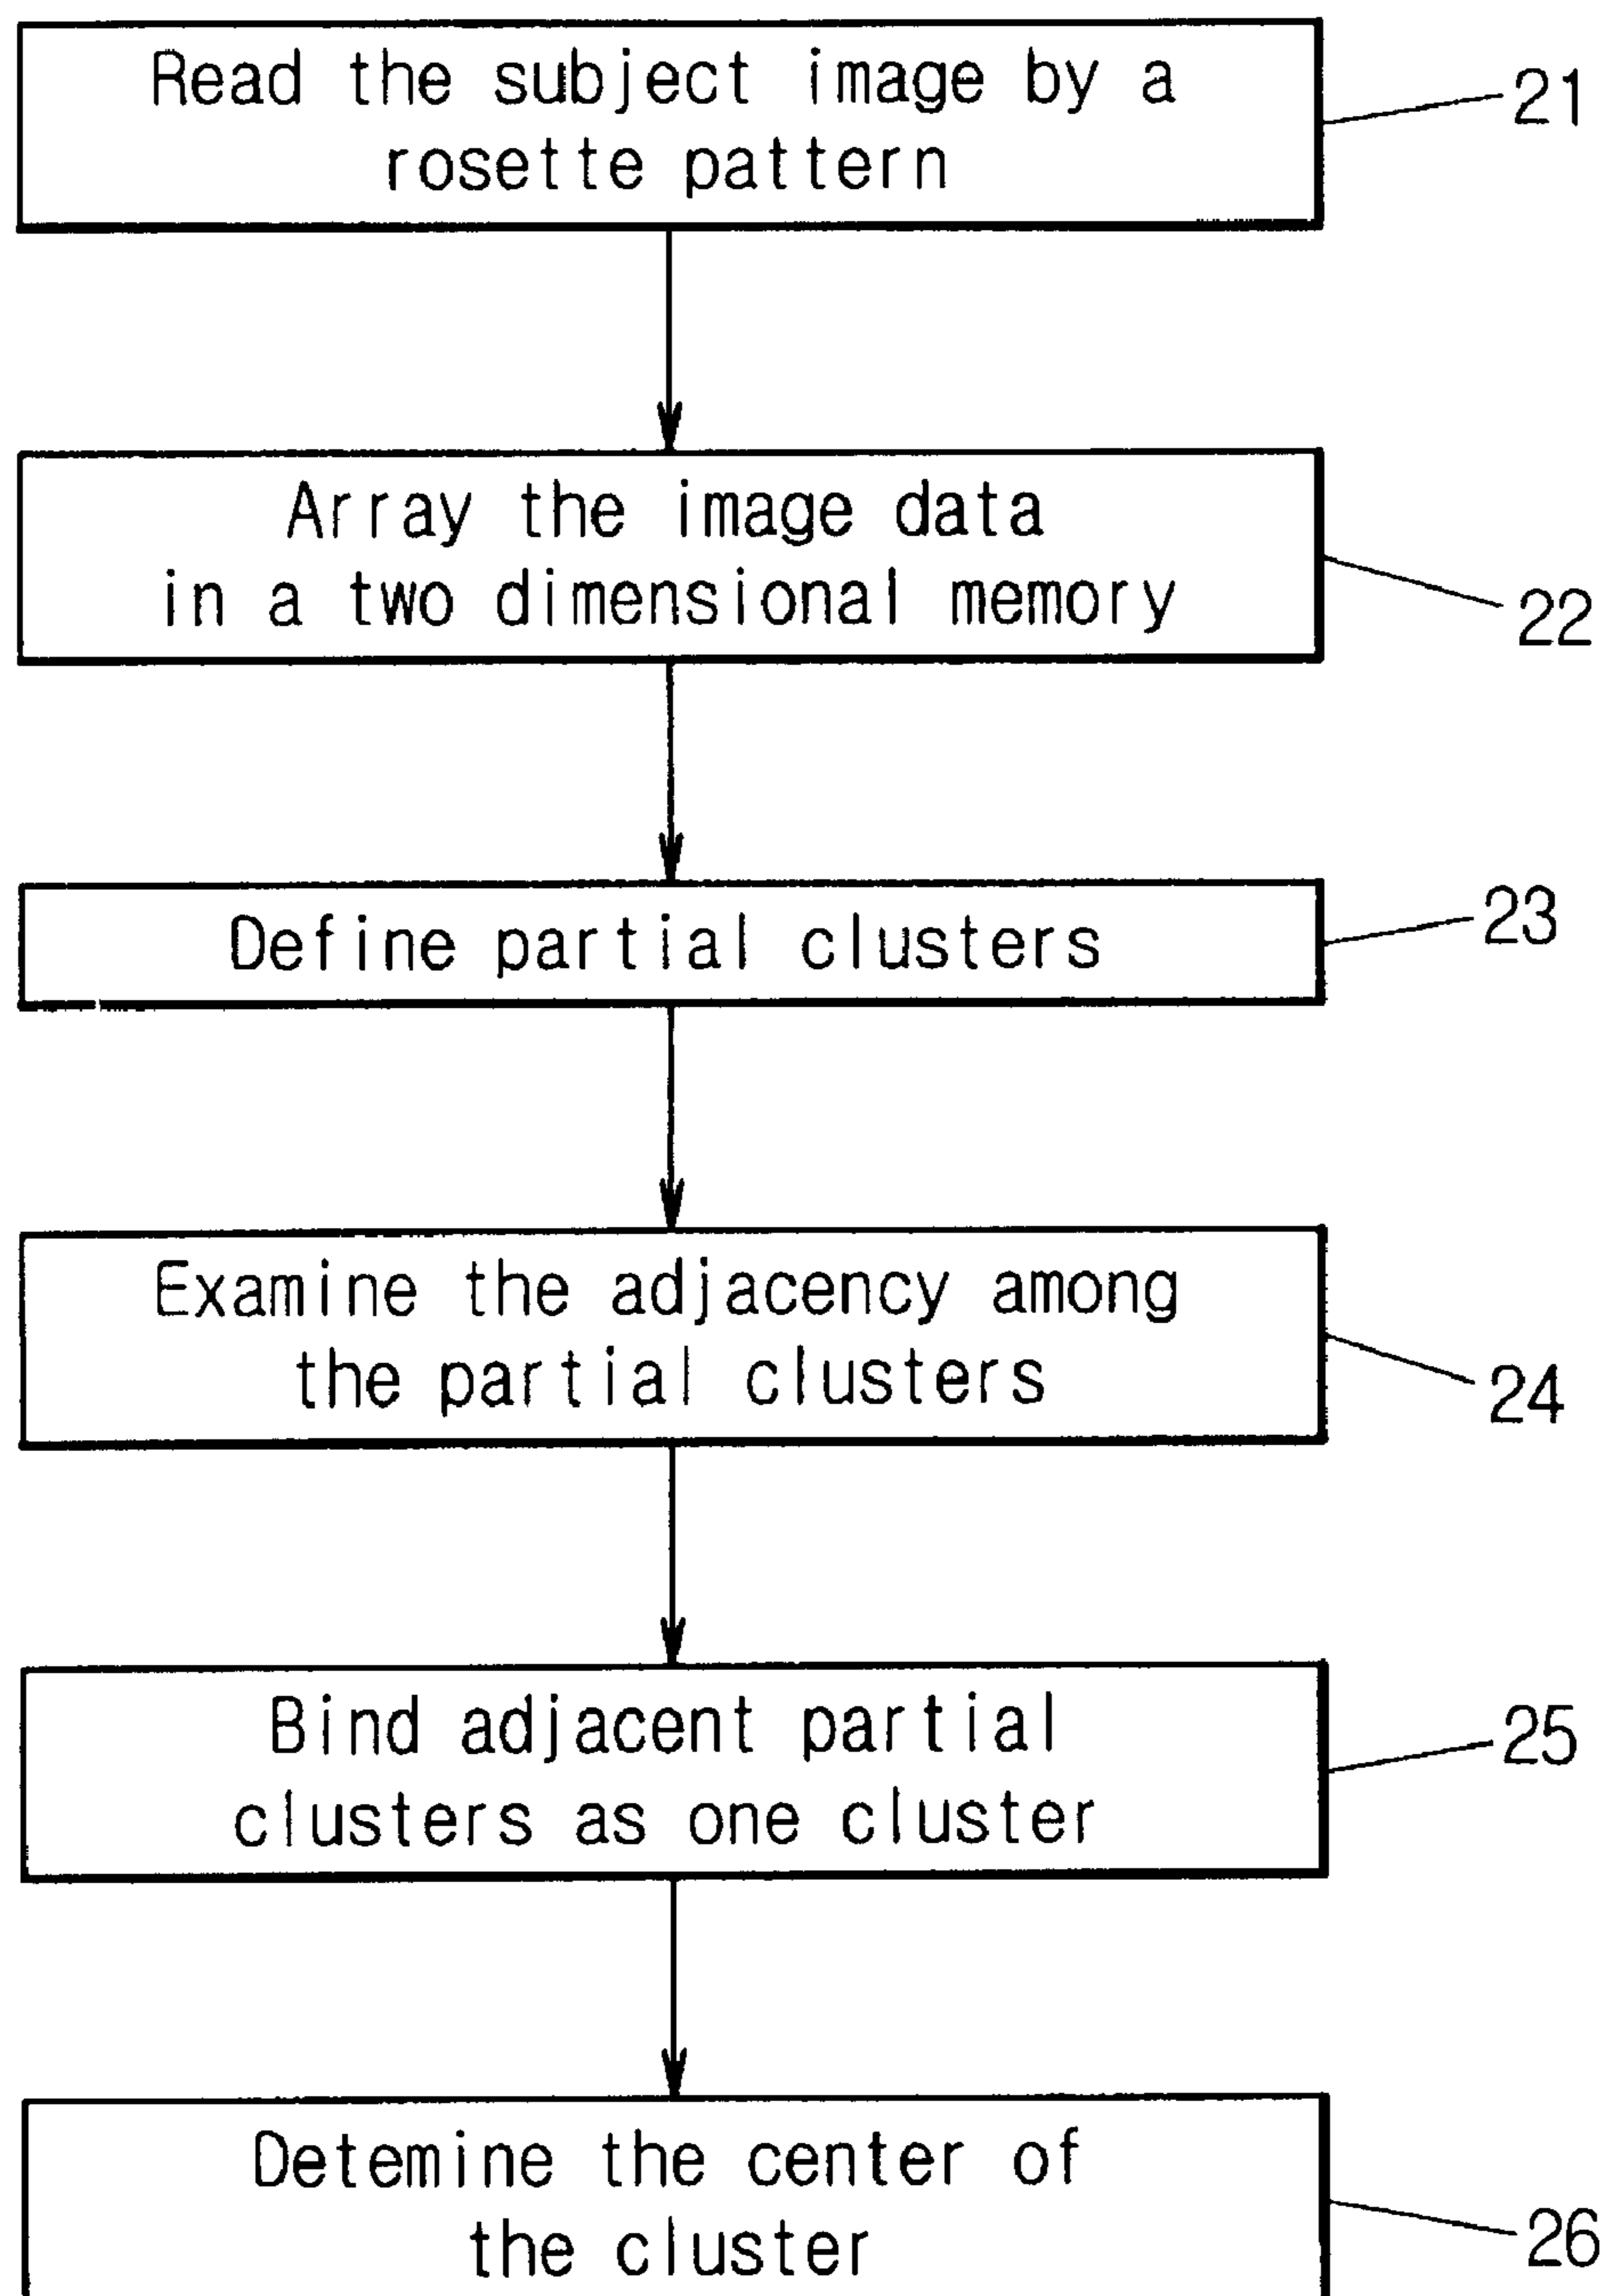 Read the subject image by a
rosette pattern
21
Array the image data
in a two dimensional memory
22
Define partial clusters
23
Examine the adjacency among
the partial clusters
24
Bind adjacent partial
clusters as one cluster
25
Detemine the center of
the cluster
26